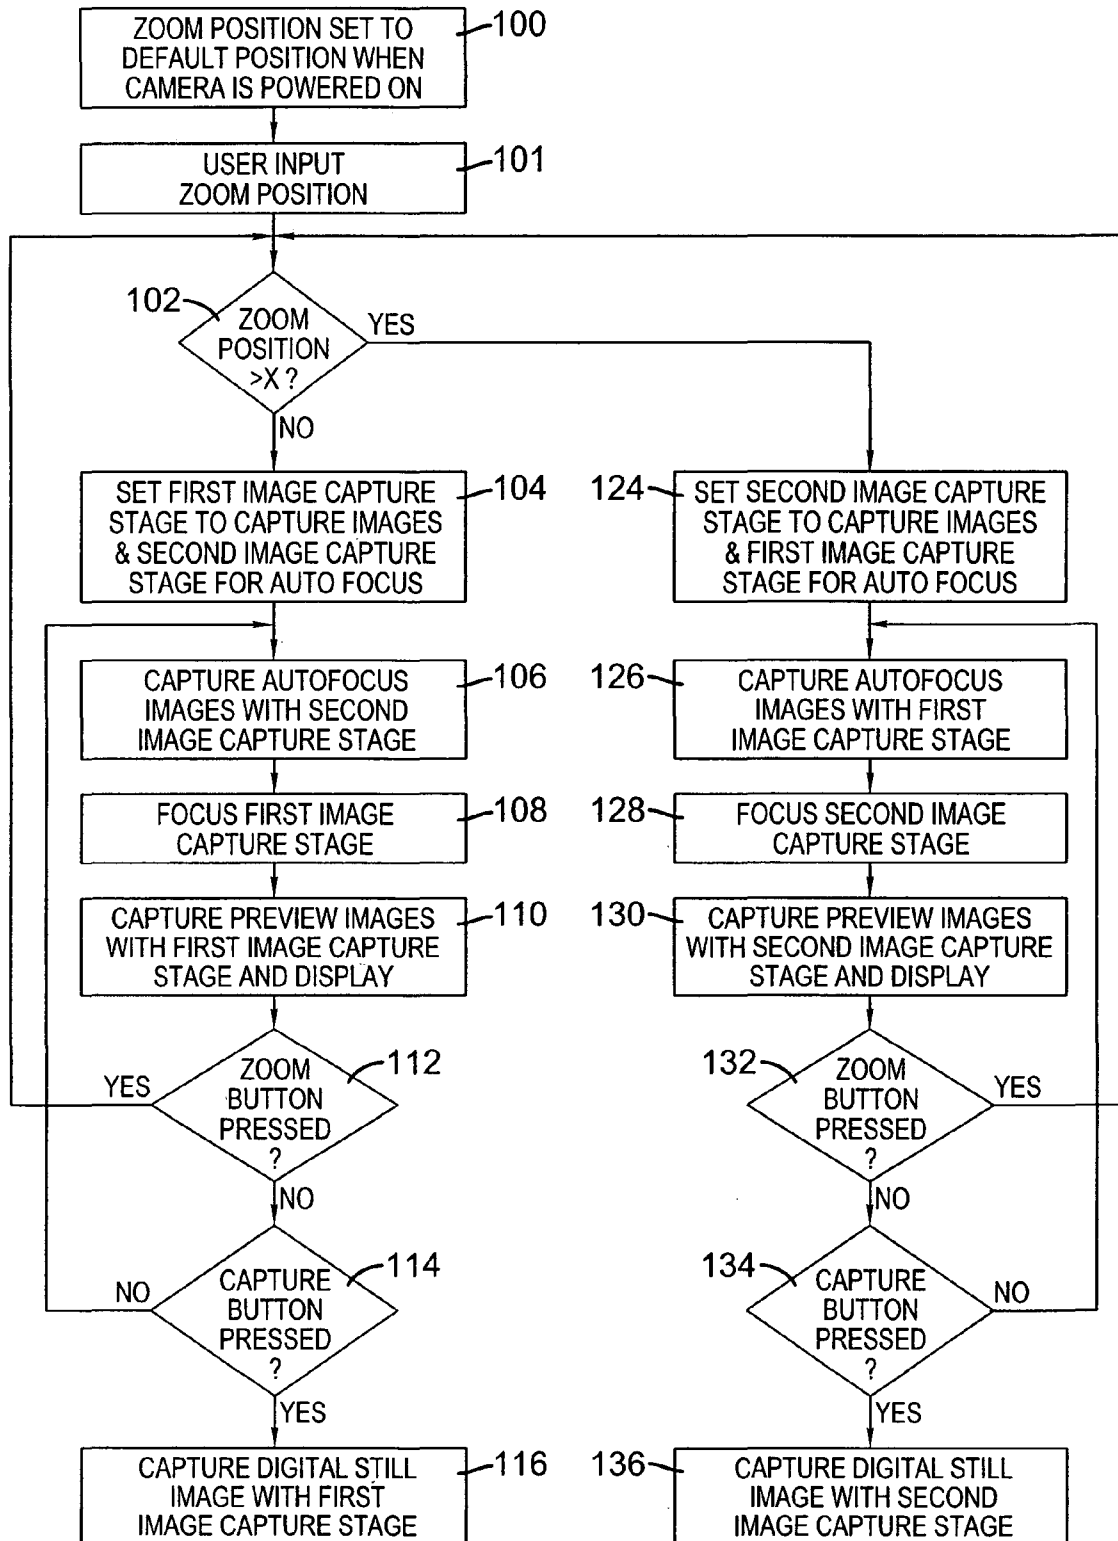 ZOOM POSITION SET TO
DEFAULT POSITION WHEN
CAMERA IS POWERED ON
100
USER INPUT
ZOOM POSITION
101
102
ZOOM
POSITION
>X ?
YES
NO
SET FIRST IMAGE CAPTURE
STAGE TO CAPTURE IMAGES
& SECOND IMAGE CAPTURE
STAGE FOR AUTO FOCUS
104
124
SET SECOND IMAGE CAPTURE
STAGE TO CAPTURE IMAGES
& FIRST IMAGE CAPTURE
STAGE FOR AUTO FOCUS
CAPTURE AUTOFOCUS
IMAGES WITH SECOND
IMAGE CAPTURE STAGE
106
126
CAPTURE AUTOFOCUS
IMAGES WITH FIRST
IMAGE CAPTURE STAGE
FOCUS FIRST IMAGE
CAPTURE STAGE
108
128
FOCUS SECOND IMAGE
CAPTURE STAGE
CAPTURE PREVIEW IMAGES
WITH FIRST IMAGE CAPTURE
STAGE AND DISPLAY
110
130
CAPTURE PREVIEW IMAGES
WITH SECOND IMAGE CAPTURE
STAGE AND DISPLAY
YES
ZOOM
BUTTON
PRESSED
?
112
NO
132
ZOOM
BUTTON
PRESSED
?
YES
NO
NO
CAPTURE
BUTTON
PRESSED
?
114
YES
134
CAPTURE
BUTTON
PRESSED
?
NO
YES
CAPTURE DIGITAL STILL
IMAGE WITH FIRST
IMAGE CAPTURE STAGE
116
136
CAPTURE DIGITAL STILL
IMAGE WITH SECOND
IMAGE CAPTURE STAGE